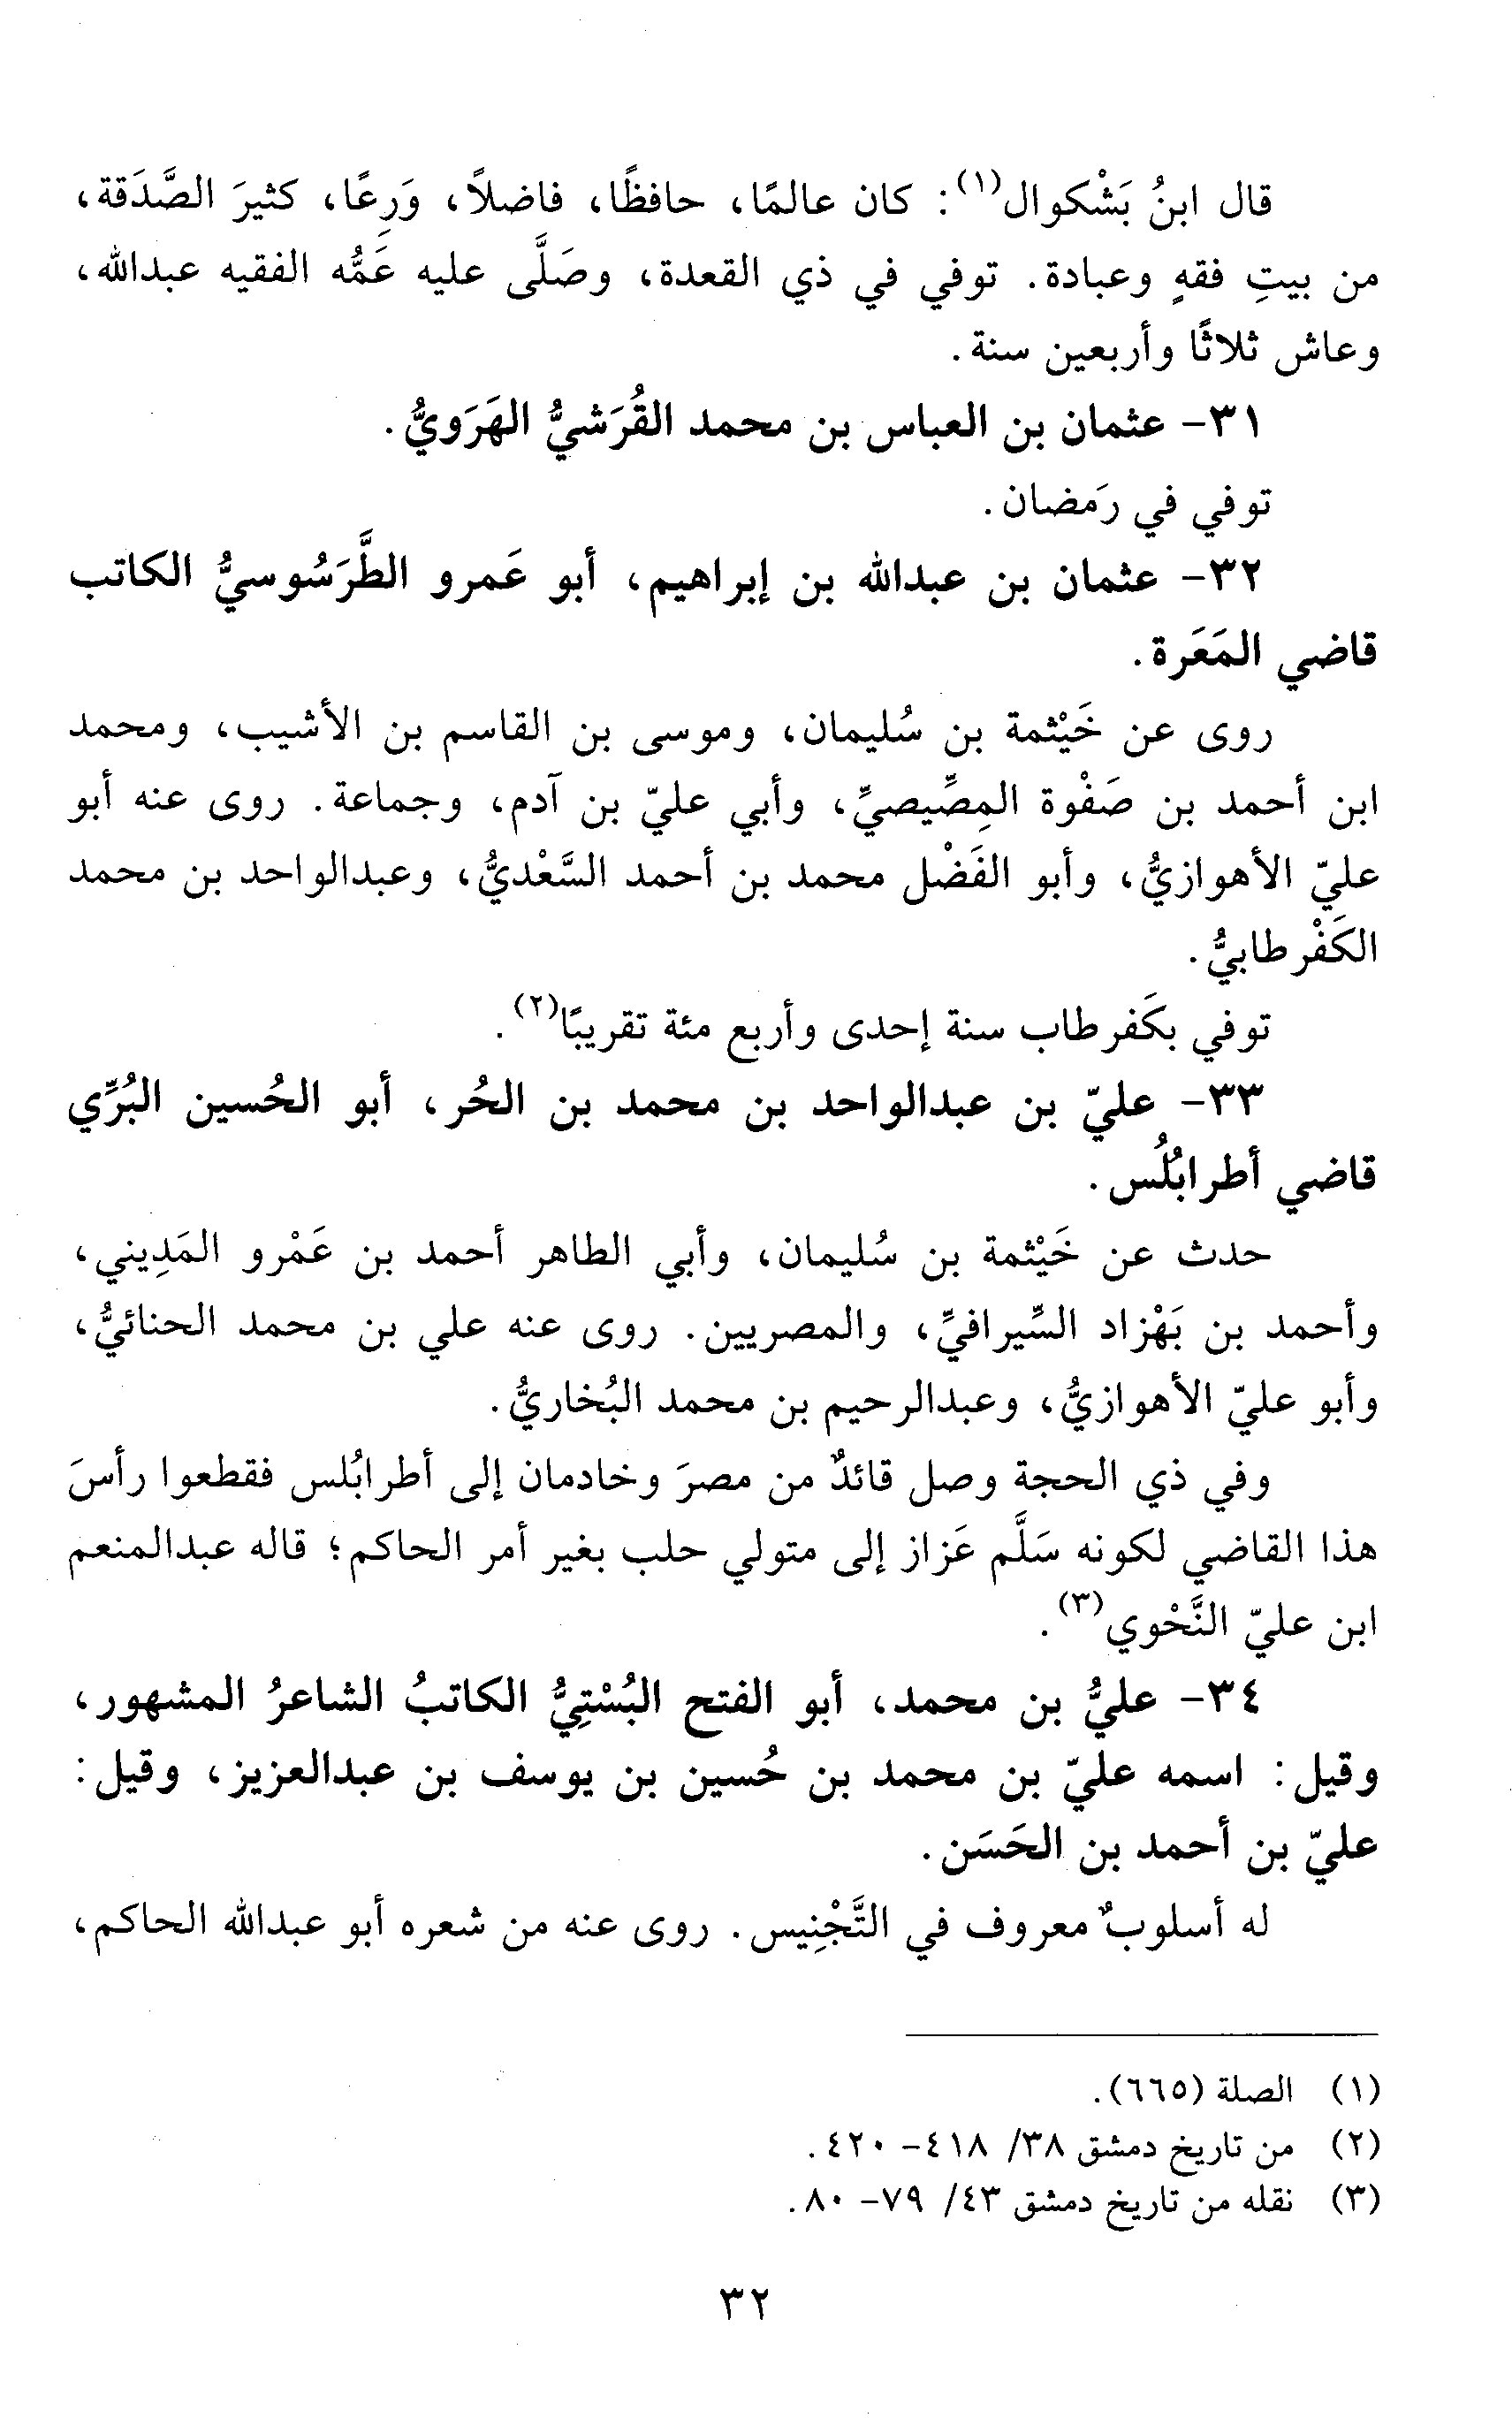 قال ابنُ بَشْكوال(١): كان عالمًا، حافظًا، فاضلاً، وَرِعًا، كثيرَ الصَّدَقة،
من بيتِ فقهٍ وعبادة. توفي في ذي القعدة، وصَلَّى عليه عَمُّه الفقيه عبدالله،
وعاش ثلاثًا وأربعين سنة.
٣١- عثمان بن العباس بن محمد القُرَشيُّ الهَرَويُّ.
توفي في رَمضان.
٣٢- عثمان بن عبدالله بن إبراهيم، أبو عَمرو الطَّرَسُوسيُّ الكاتب
قاضي المَعَرة.
روى عن خَيْثمة بن سُليمان، وموسى بن القاسم بن الأشيب، ومحمد
ابن أحمد بن صَفْوة المِصِّيصيِّ، وأبي عليّ بن آدم، وجماعة. روى عنه أبو
عليّ الأهوازيُّ، وأبو الفَضْل محمد بن أحمد السَّعْديُّ، وعبدالواحد بن محمد
الكَفْرطابيُّ.
توفي بكَفرطاب سنة إحدى وأربع مئة تقريبًا(٢).
٣٣- عليّ بن عبدالواحد بن محمد بن الحُر، أبو الحُسين البُرِّي
قاضي أطرابُلُس.
حدث عن خَيْثمة بن سُليمان، وأبي الطاهر أحمد بن عَمْرو المَدِيني،
وأحمد بن بَهْزاد السِّيرافيِّ، والمصريين. روى عنه علي بن محمد الحنائيُّ،
وأبو عليّ الأهوازيُّ، وعبدالرحيم بن محمد البُخاريُّ.
وفي ذي الحجة وصل قائدٌ من مصرَ وخادمان إلى أطرابُلس فقطعوا رأسَ
هذا القاضي لكونه سَلَّم عَزاز إلى متولي حلب بغير أمر الحاكم؛ قاله عبدالمنعم
ابن عليّ النَّحْوي(٣).
٣٤- عليُّ بن محمد، أبو الفتح البُسْتِيُّ الكاتبُ الشاعرُ المشهور،
وقيل: اسمه عليّ بن محمد بن حُسين بن يوسف بن عبدالعزيز، وقيل:
عليّ بن أحمد بن الحَسَن.
له أسلوبٌ معروف في التَّجْنِيس. روى عنه من شعره أبو عبدالله الحاكم،
(١) الصلة (٦٦٥).
(٢) من تاريخ دمشق ٣٨/ ٤١٨- ٤٢٠.
(٣) نقله من تاريخ دمشق ٤٣/ ٧٩- ٨٠.
٣٢